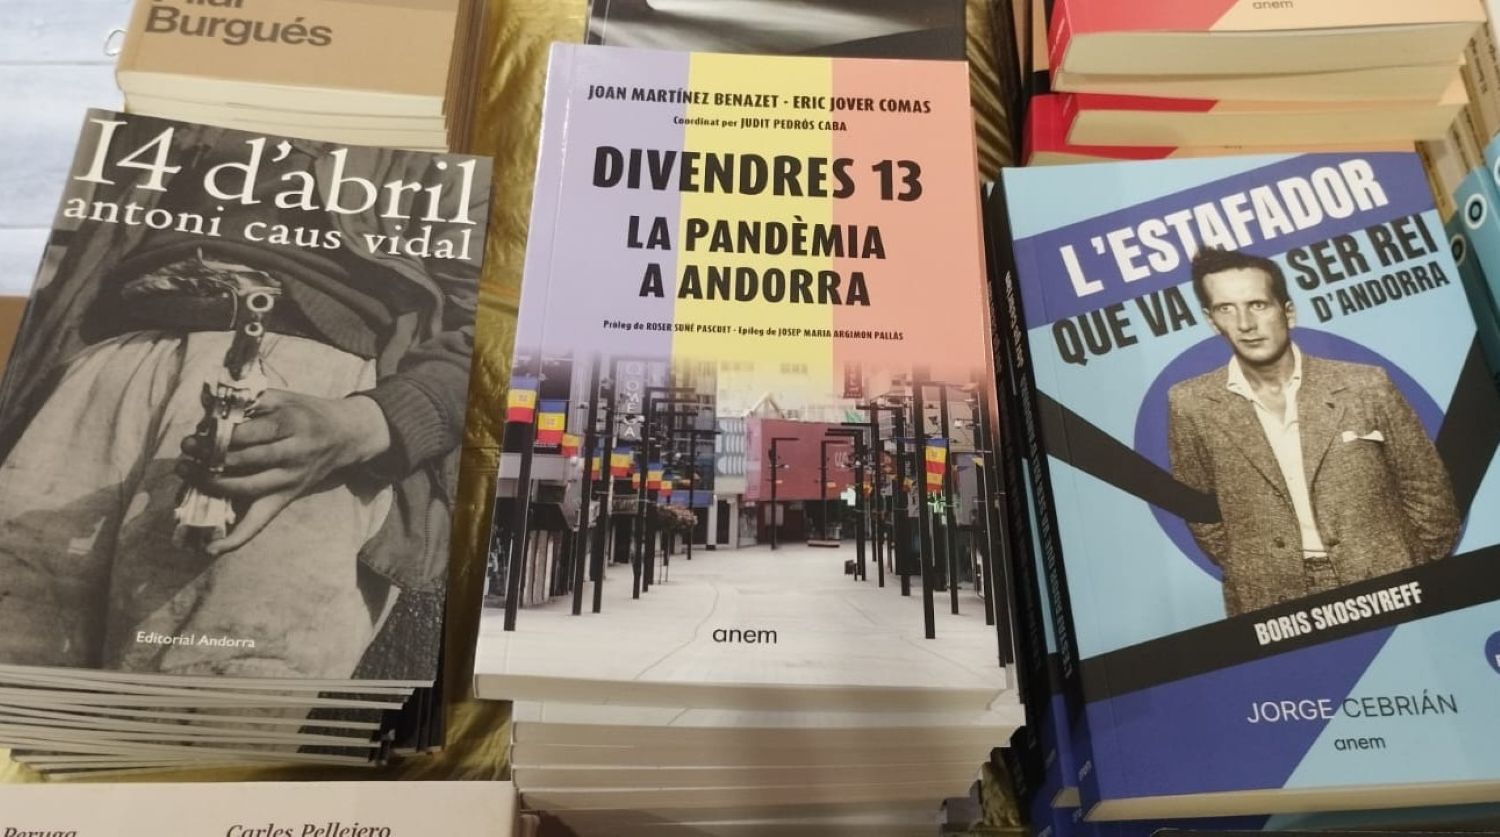 Burgués
anem
14 d'abril
antoni caus vidal
Editorial Andorra
JOAN MARTÍNEZ BENAZET · ERIC JOVER COMAS
Coordinat per JUDIT PEDRÓS CABA
DIVENDRES 13
LA PANDÈMIA
A ANDORRA
Pròleg de ROSER SUÑÉ PASCUET · Epíleg de JOSEP MARIA ARGIMON PALLÀS
anem
L'ESTAFADOR
QUE VA SER REI
D'ANDORRA
BORIS SKOSSYREFF
JORGE CEBRIÁN
anem
Peruga
Carles Pellejero